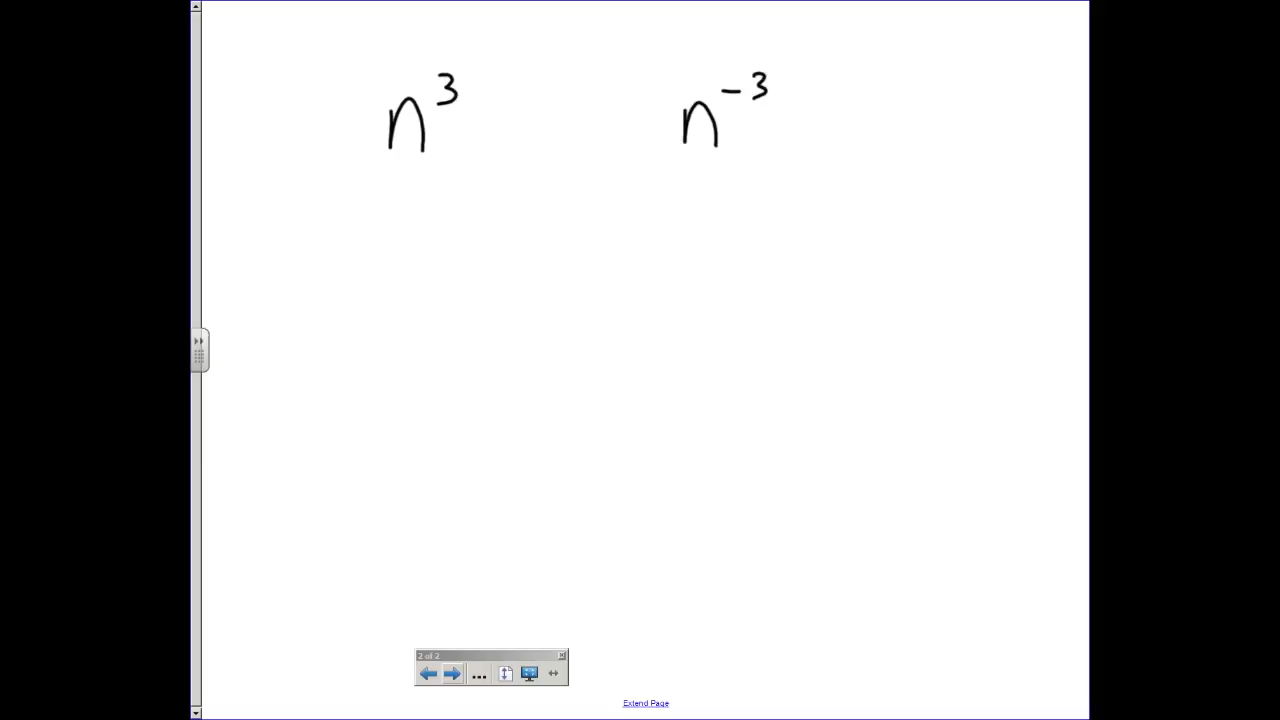 n³ n⁻³
2 of 2
...
Extend Page